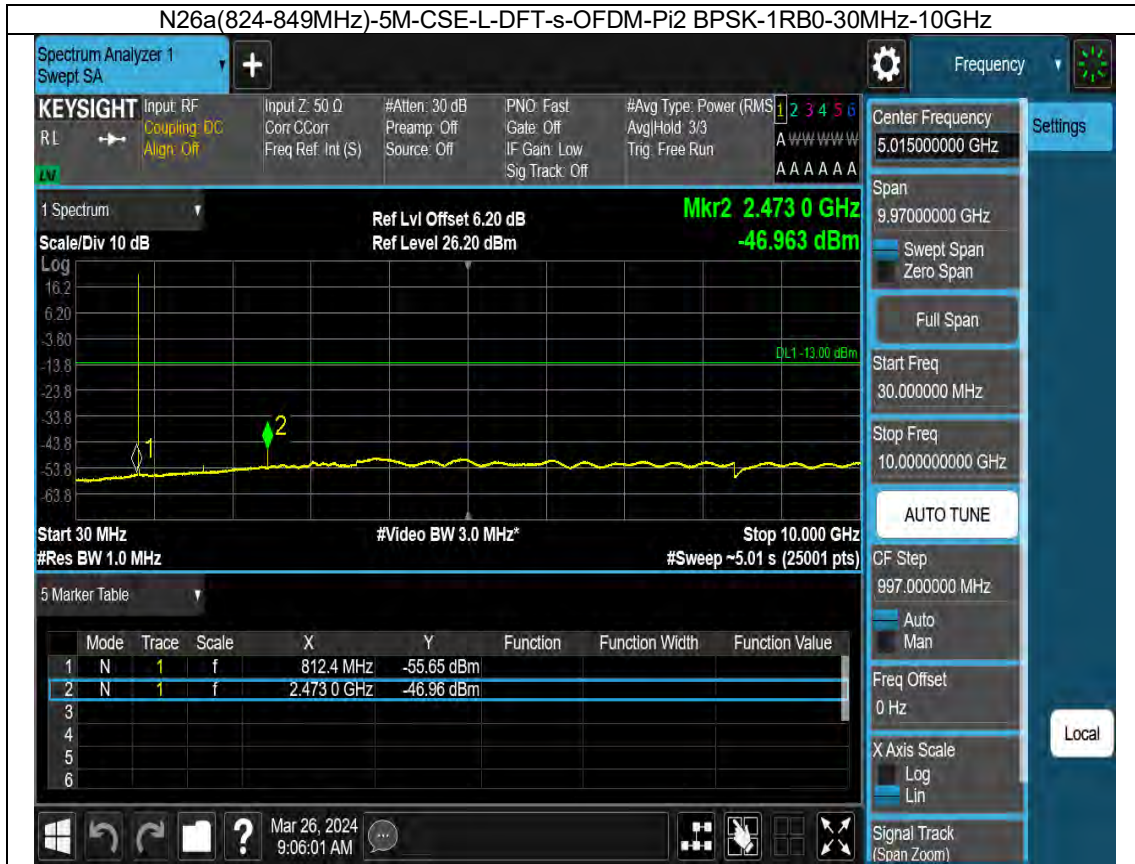 N26a(824-849MHz)-5M-CSE-L-DFT-s-OFDM-Pi2 BPSK-1RB0-30MHz-10GHz
Spectrum Analyzer 1
Swept SA
+
Frequency
KEYSIGHT
RL
LV
Input: RF
Coupling: DC
Align: Off
Input Z: 50 Ω
Corr CCorr
Freq Ref: Int (S)
#Atten: 30 dB
Preamp: Off
Source: Off
PNO: Fast
Gate: Off
IF Gain: Low
Sig Track: Off
#Avg Type: Power (RMS
Avg|Hold: 3/3
Trig: Free Run
1 2 3 4 5 6
A W W W W W
A A A A A A
1 Spectrum
Scale/Div 10 dB
Ref Lvl Offset 6.20 dB
Ref Level 26.20 dBm
Mkr2 2.473 0 GHz
-46.963 dBm
Log
16.2
6.20
-3.80
DL1 -13.00 dBm
-13.8
-23.8
-33.8
-43.8
-53.8
-63.8
1
2
Start 30 MHz
#Video BW 3.0 MHz*
Stop 10.000 GHz
#Res BW 1.0 MHz
#Sweep ~5.01 s (25001 pts)
5 Marker Table
Mode Trace Scale X Y Function Function Width Function Value
1 N 1 f 812.4 MHz -55.65 dBm
2 N 1 f 2.473 0 GHz -46.96 dBm
3
4
5
6
Center Frequency
5.015000000 GHz
Settings
Span
9.97000000 GHz
Swept Span
Zero Span
Full Span
Start Freq
30.000000 MHz
Stop Freq
10.000000000 GHz
AUTO TUNE
CF Step
997.000000 MHz
Auto
Man
Freq Offset
0 Hz
X Axis Scale
Log
Lin
Signal Track
(Span Zoom)
Local
?
Mar 26, 2024
9:06:01 AM